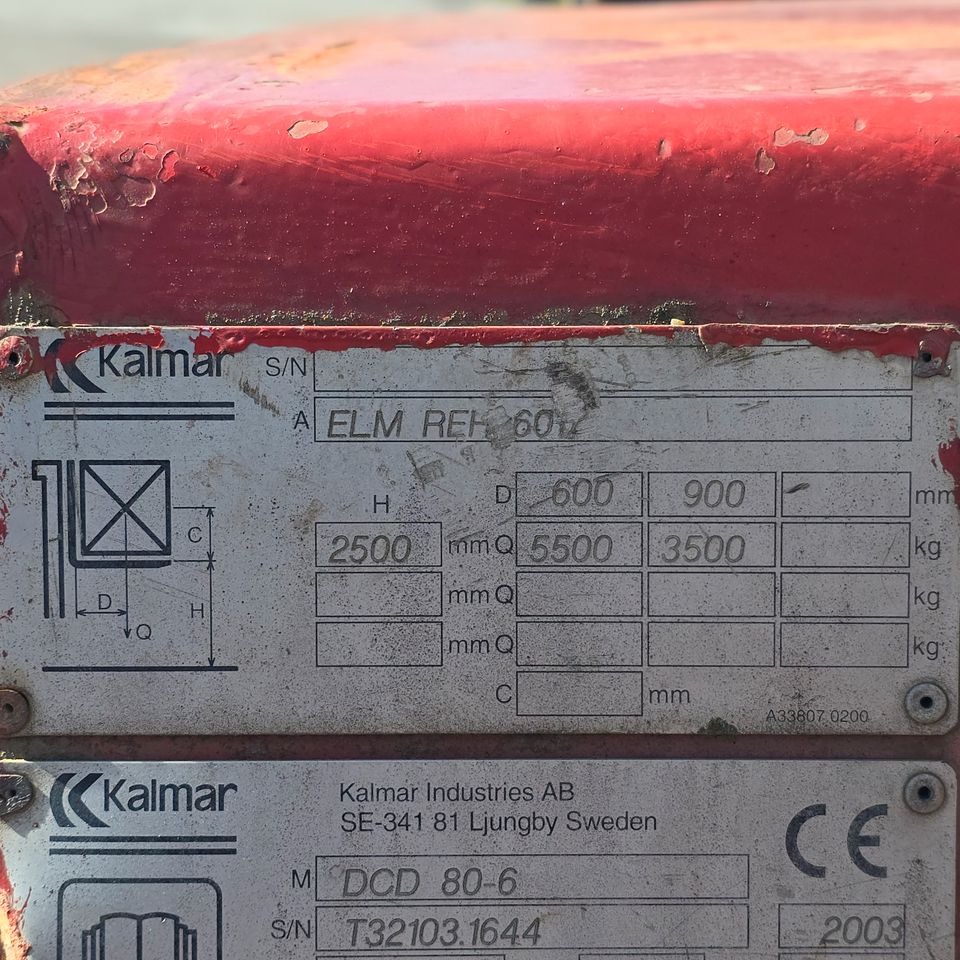 Kalmar S/N
A ELM REH 60
H D 600 900 mm
2500 mm Q 5500 3500 kg
mm Q kg
mm Q kg
C mm
C
D H
Q
A33807.0200
Kalmar
Kalmar Industries AB
SE-341 81 Ljungby Sweden
CE
M DCD 80-6
S/N T32103.1644 2003